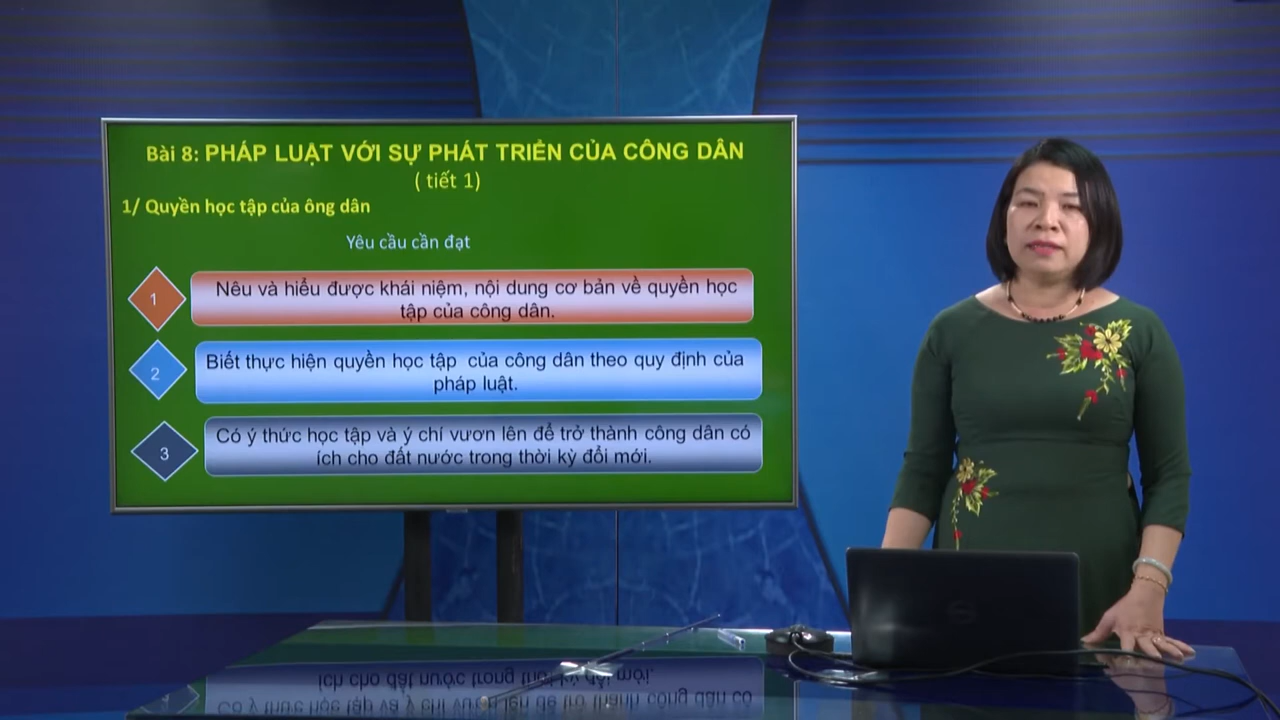 Bài 8: PHÁP LUẬT VỚI SỰ PHÁT TRIỂN CỦA CÔNG DÂN
( tiết 1)
1/ Quyền học tập của ông dân
Yêu cầu cần đạt
1
Nêu và hiểu được khái niệm, nội dung cơ bản về quyền học
tập của công dân.
2
Biết thực hiện quyền học tập của công dân theo quy định của
pháp luật.
3
Có ý thức học tập và ý chí vươn lên để trở thành công dân có
ích cho đất nước trong thời kỳ đổi mới.